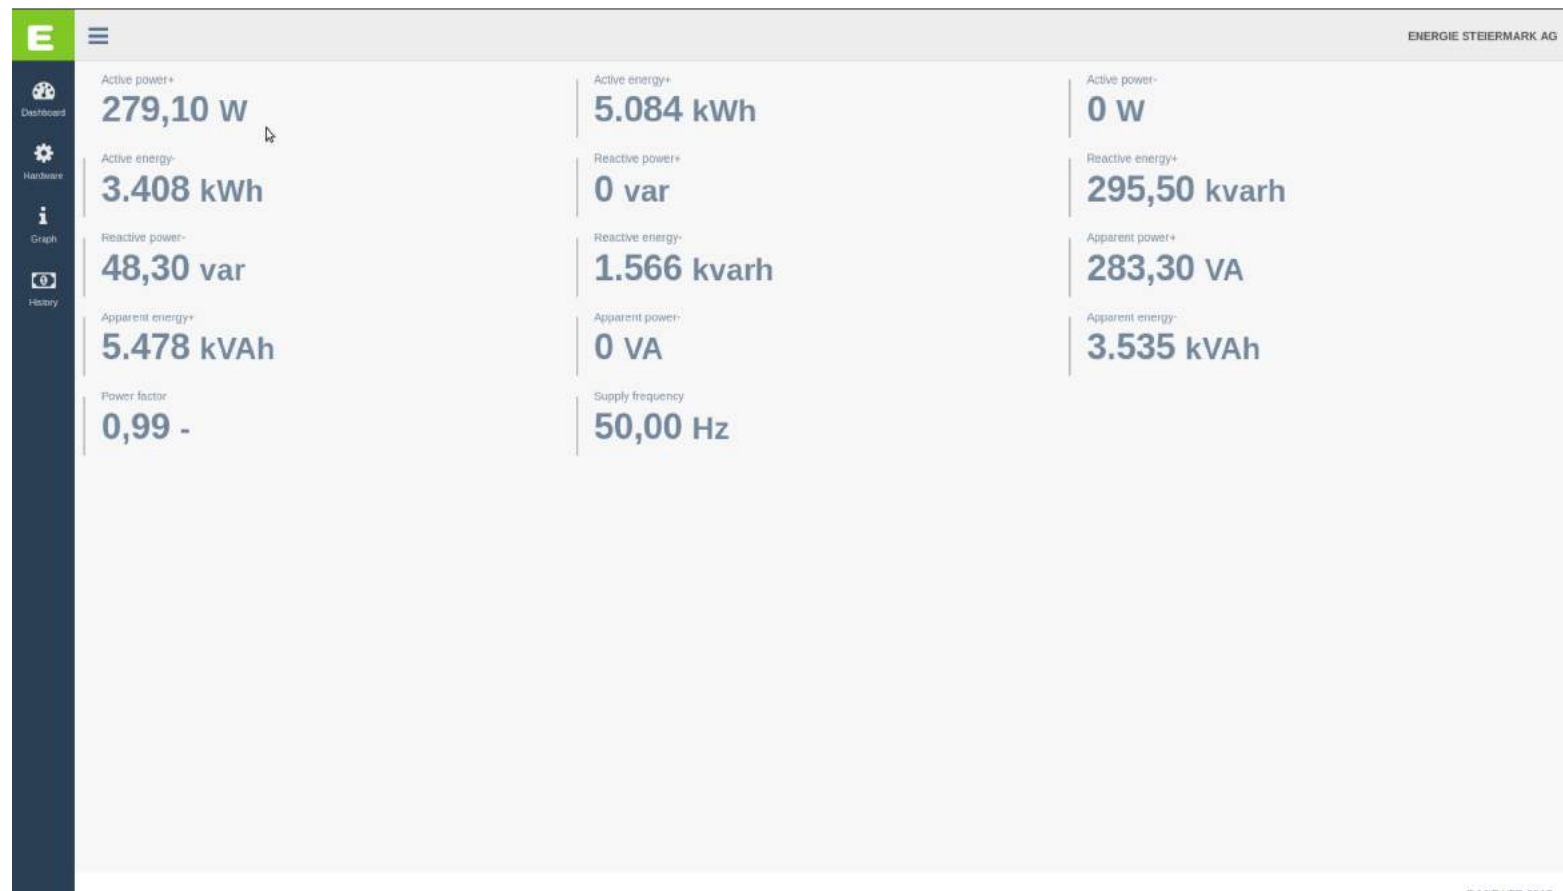 E
ENERGIE STEIERMARK AG
Dashboard
Hardware
Graph
History
Active power+
279,10 W
Active energy+
5.084 kWh
Active power-
0 W
Active energy-
3.408 kWh
Reactive power+
0 var
Reactive energy+
295,50 kvarh
Reactive power-
48,30 var
Reactive energy-
1.566 kvarh
Apparent power+
283,30 VA
Apparent energy+
5.478 kVAh
Apparent power-
0 VA
Apparent energy-
3.535 kVAh
Power factor
0,99 -
Supply frequency
50,00 Hz